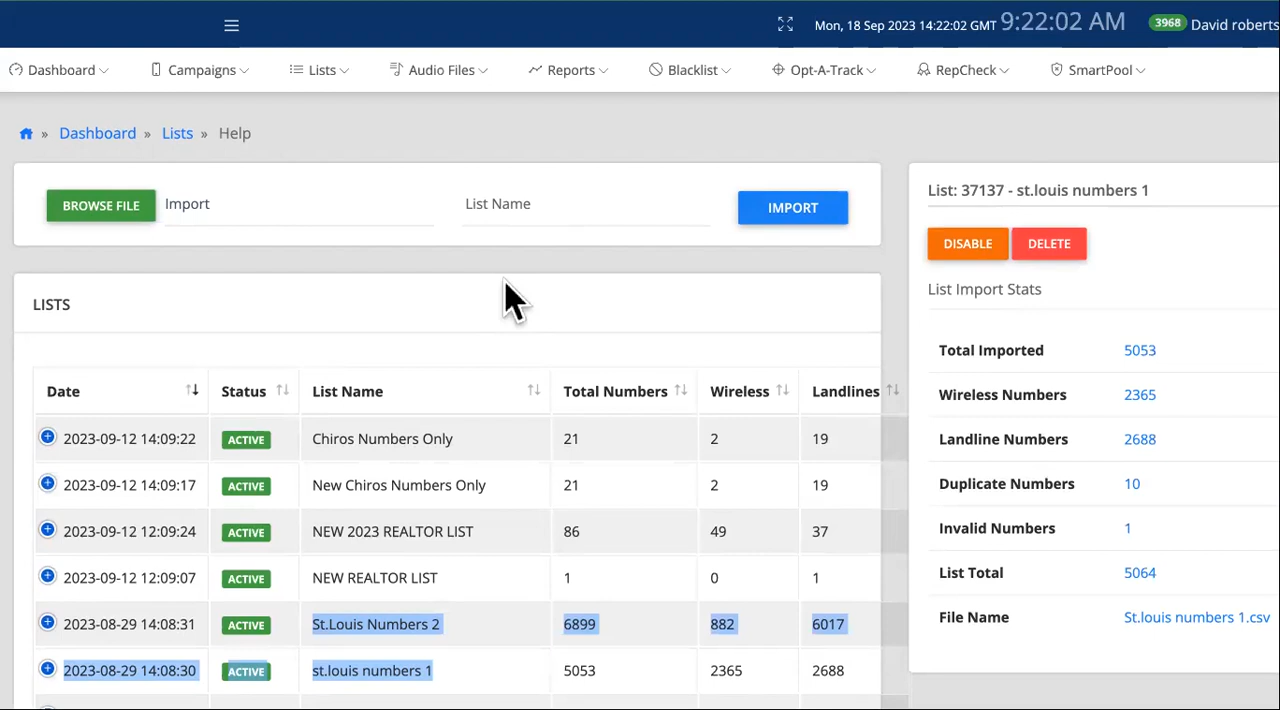 Mon, 18 Sep 2023 14:22:02 GMT 9:22:02 AM 3968 David roberts
Dashboard Campaigns Lists Audio Files Reports Blacklist Opt-A-Track RepCheck SmartPool
» Dashboard » Lists » Help
BROWSE FILE Import List Name IMPORT
List: 37137 - st.louis numbers 1
DISABLE DELETE
List Import Stats
Total Imported 5053
Wireless Numbers 2365
Landline Numbers 2688
Duplicate Numbers 10
Invalid Numbers 1
List Total 5064
File Name St.louis numbers 1.csv
LISTS
Date Status List Name Total Numbers Wireless Landlines
2023-09-12 14:09:22 ACTIVE Chiros Numbers Only 21 2 19
2023-09-12 14:09:17 ACTIVE New Chiros Numbers Only 21 2 19
2023-09-12 14:09:24 ACTIVE NEW 2023 REALTOR LIST 86 49 37
2023-09-12 12:09:07 ACTIVE NEW REALTOR LIST 1 0 1
2023-08-29 14:08:31 ACTIVE St.Louis Numbers 2 6899 882 6017
2023-08-29 14:08:30 ACTIVE st.louis numbers 1 5053 2365 2688